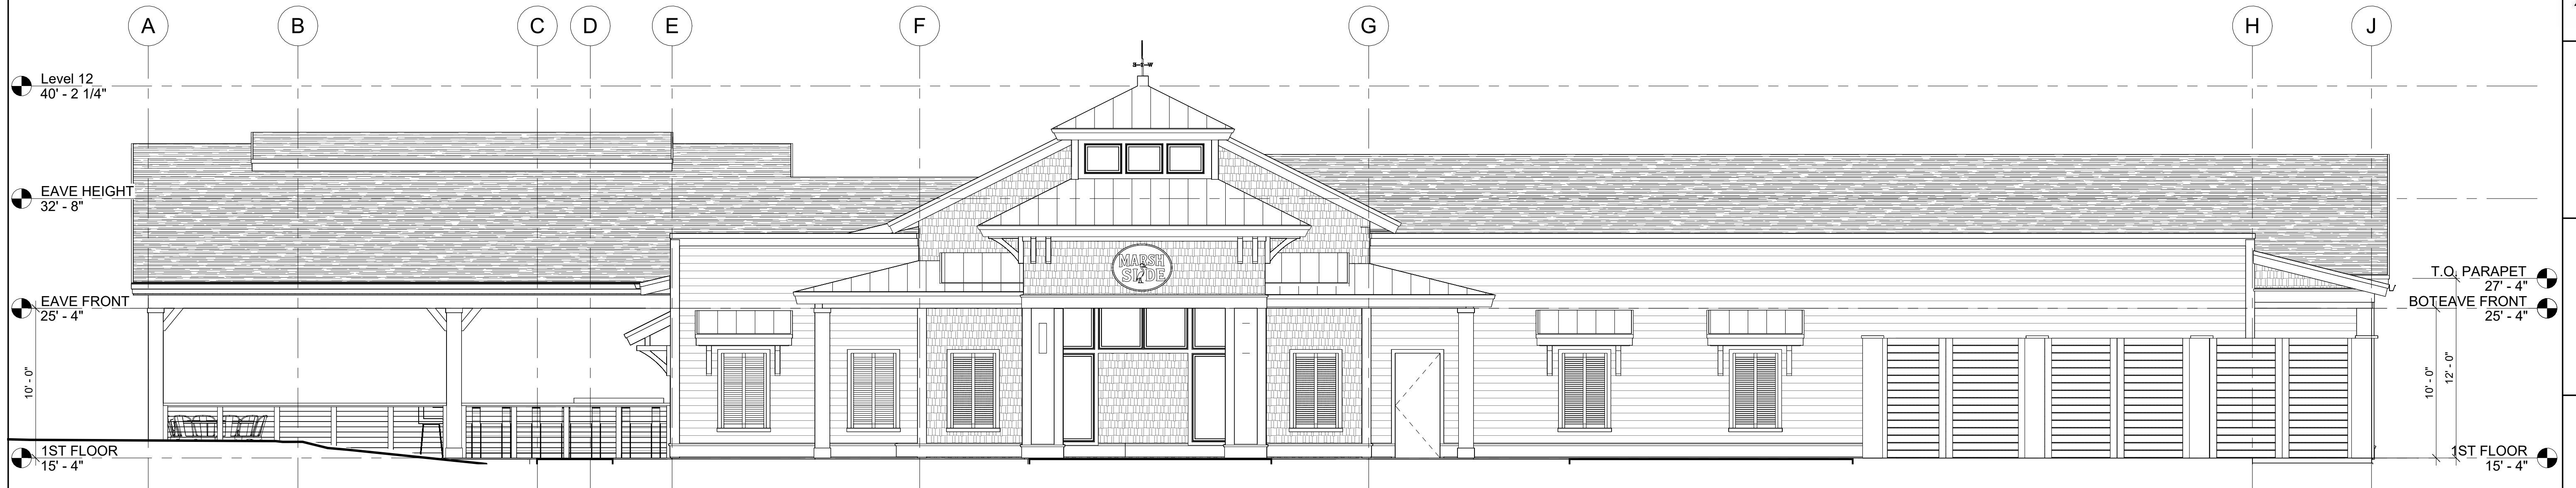 A
B
C
D
E
F
G
H
J
Level 12
40' - 2 1/4"
EAVE HEIGHT
32' - 8"
EAVE FRONT
25' - 4"
10' - 0"
1ST FLOOR
15' - 4"
MARSH
SIDE
T.O. PARAPET
27' - 4"
BOTEAVE FRONT
25' - 4"
10' - 0"
12' - 0"
1ST FLOOR
15' - 4"